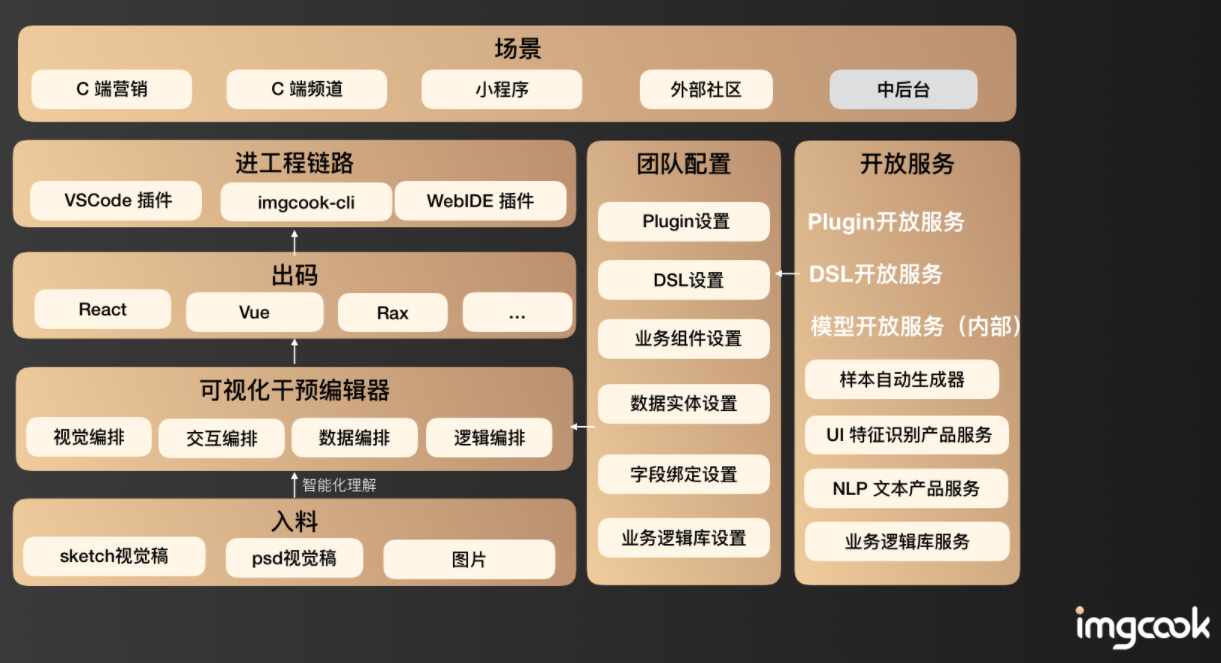 场景
C 端营销
C 端频道
小程序
外部社区
中后台
进工程链路
VSCode 插件
imgcook-cli
WebIDE 插件
出码
React
Vue
Rax
...
可视化干预编辑器
视觉编排
交互编排
数据编排
逻辑编排
智能化理解
入料
sketch视觉稿
psd视觉稿
图片
团队配置
Plugin设置
DSL设置
业务组件设置
数据实体设置
字段绑定设置
业务逻辑库设置
开放服务
Plugin开放服务
DSL开放服务
模型开放服务（内部）
样本自动生成器
UI 特征识别产品服务
NLP 文本产品服务
业务逻辑库服务
imgcook